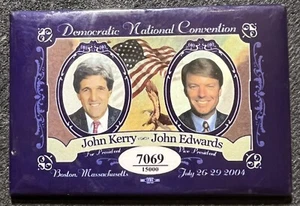 Democratic National Convention
John Kerry John Edwards
For President Vice President
7069
15000
Boston, Massachusetts July 26-29 2004